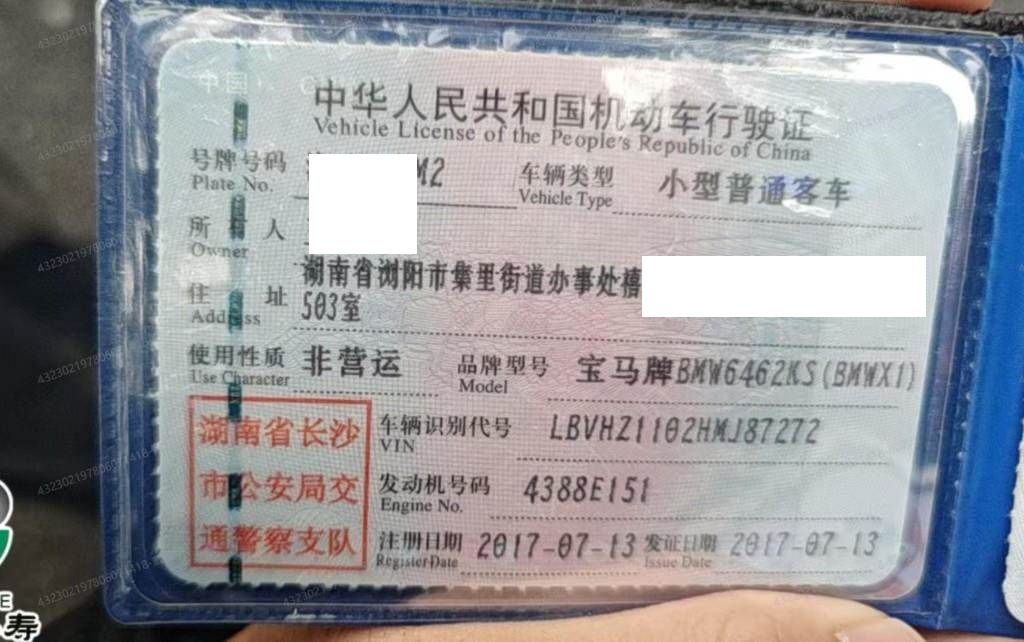 中华人民共和国机动车行驶证
Vehicle License of the People's Republic of China
号牌号码 M2 车辆类型 小型普通客车
Plate No. Vehicle Type
所有人
Owner
湖南省浏阳市集里街道办事处禧
住址 503室
Address
使用性质 非营运 品牌型号 宝马牌BMW6462KS(BMWX1)
Use Character Model
湖南省长沙
市公安局交
通警察支队
车辆识别代号 LBVHZ1102HMJ87272
VIN
发动机号码 4388E151
Engine No.
注册日期 2017-07-13 发证日期 2017-07-13
Register Date Issue Date
寿